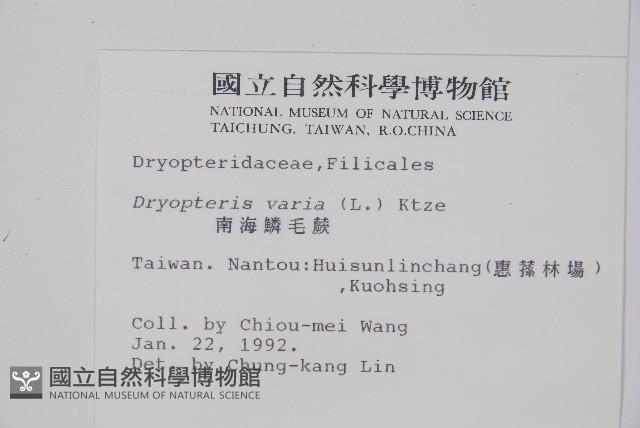 國立自然科學博物館
NATIONAL MUSEUM OF NATURAL SCIENCE
TAICHUNG, TAIWAN, R.O.CHINA
Dryopteridaceae,Filicales
Dryopteris varia (L.) Ktze
南海鱗毛蕨
Taiwan. Nantou:Huisunlinchang(惠蓀林場)
,Kuohsing
Coll. by Chiou-mei Wang
Jan. 22, 1992.
Det. by Chung-kang Lin
國立自然科學博物館
NATIONAL MUSEUM OF NATURAL SCIENCE